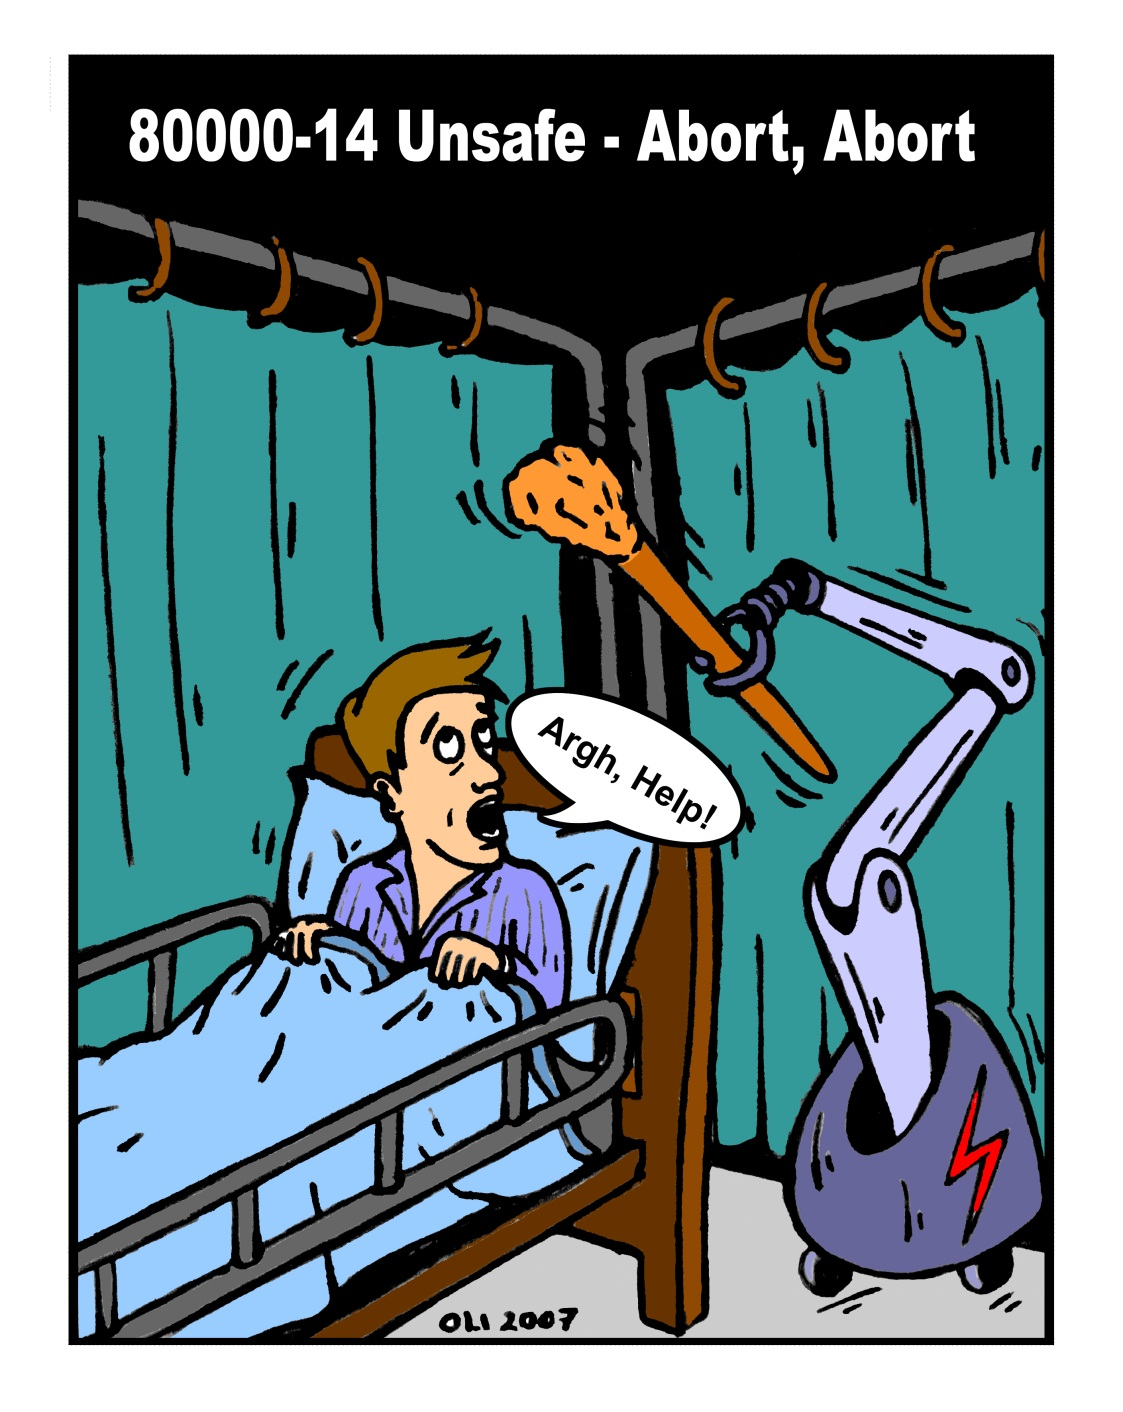 80000-14 Unsafe - Abort, Abort
Argh, Help!
OLI 2007